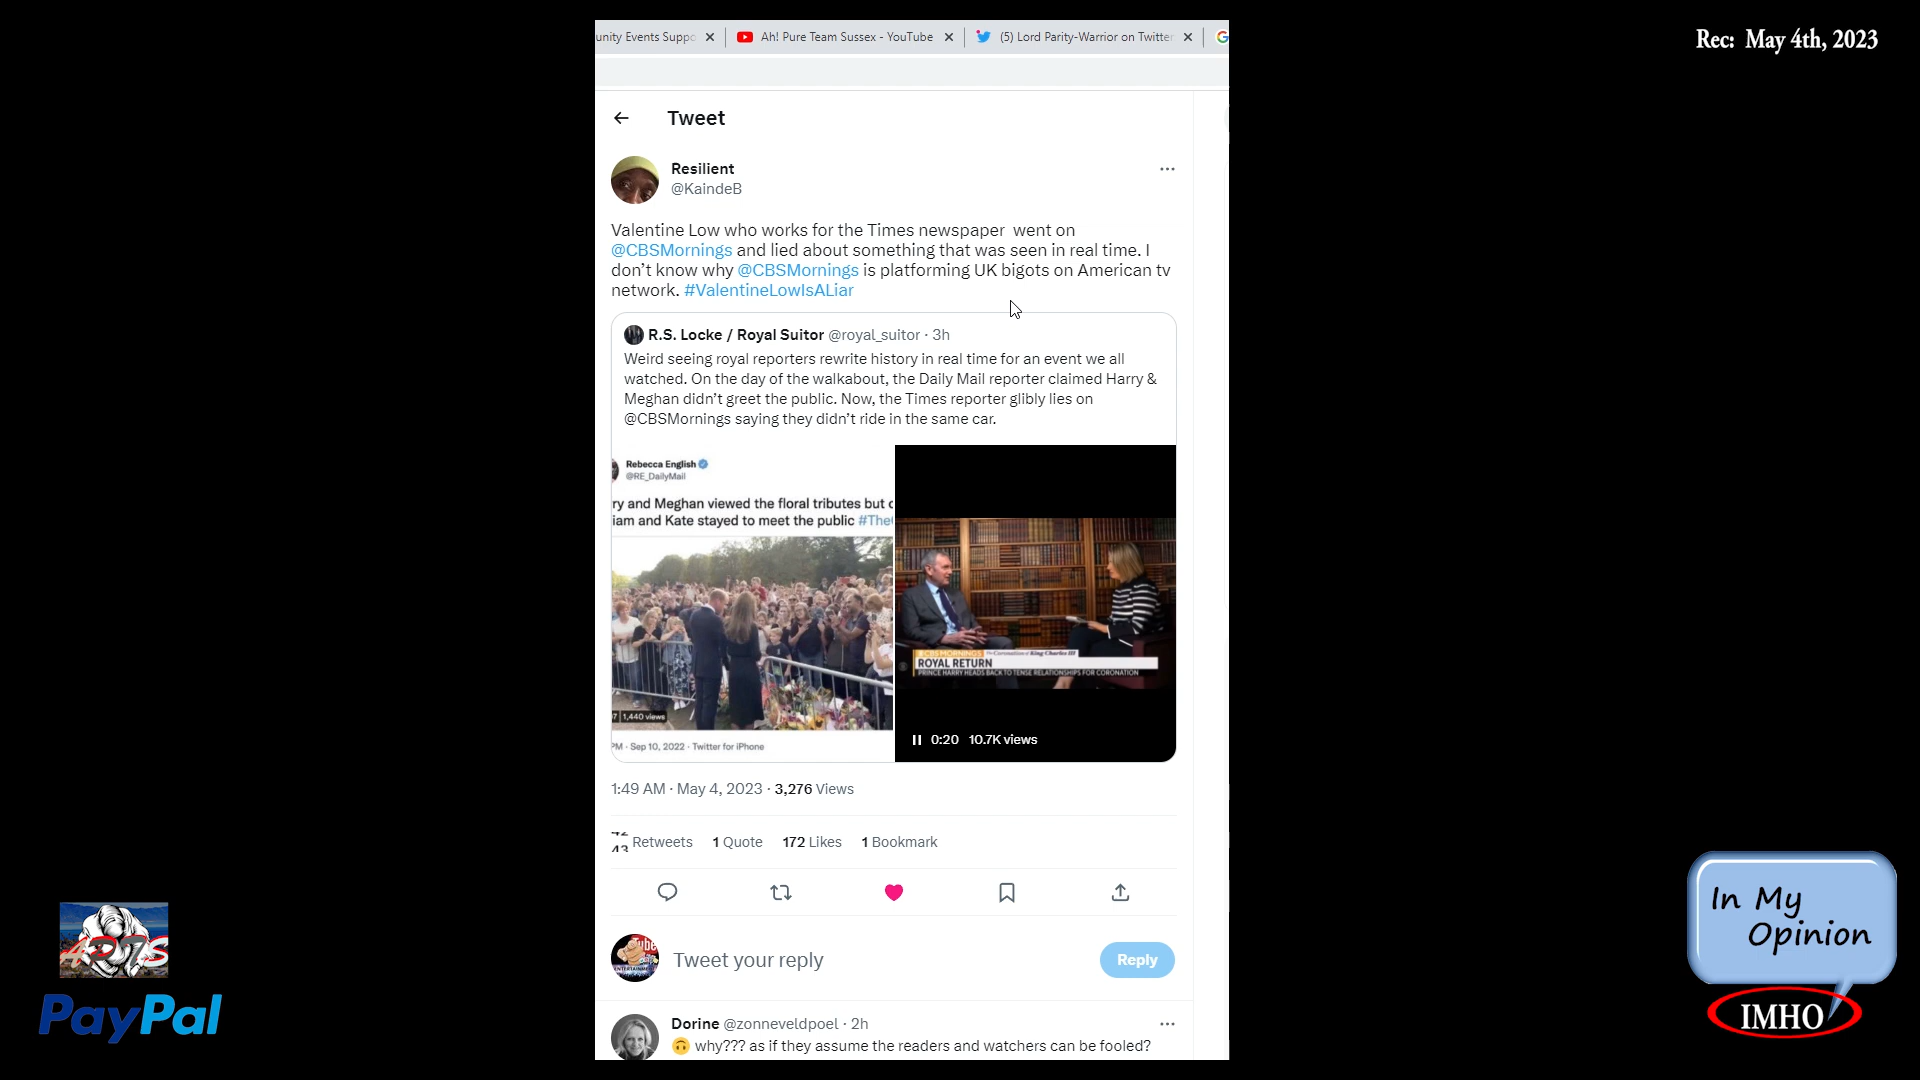 unity Events Suppo
Ah! Pure Team Sussex - YouTube
(5) Lord Parity-Warrior on Twitter
Rec: May 4th, 2023
Tweet
Resilient
@KaindeB
Valentine Low who works for the Times newspaper went on
@CBSMornings and lied about something that was seen in real time. I
don't know why @CBSMornings is platforming UK bigots on American tv
network. #ValentineLowIsALiar
R.S. Locke / Royal Suitor @royal_suitor · 3h
Weird seeing royal reporters rewrite history in real time for an event we all
watched. On the day of the walkabout, the Daily Mail reporter claimed Harry &
Meghan didn't greet the public. Now, the Times reporter glibly lies on
@CBSMornings saying they didn't ride in the same car.
Rebecca English
@RE_DailyMail
ry and Meghan viewed the floral tributes but
iam and Kate stayed to meet the public #The
7 | 1,440 views
PM · Sep 10, 2022 · Twitter for iPhone
CBS MORNINGS The Coronation of King Charles III
ROYAL RETURN
PRINCE HARRY HEADS BACK TO TENSE RELATIONSHIPS FOR CORONATION
0:20 10.7K views
1:49 AM · May 4, 2023 · 3,276 Views
Retweets 1 Quote 172 Likes 1 Bookmark
Tweet your reply
Reply
Dorine @zonneveldpoel · 2h
🙃 why??? as if they assume the readers and watchers can be fooled?
PayPal
In My
Opinion
IMHO